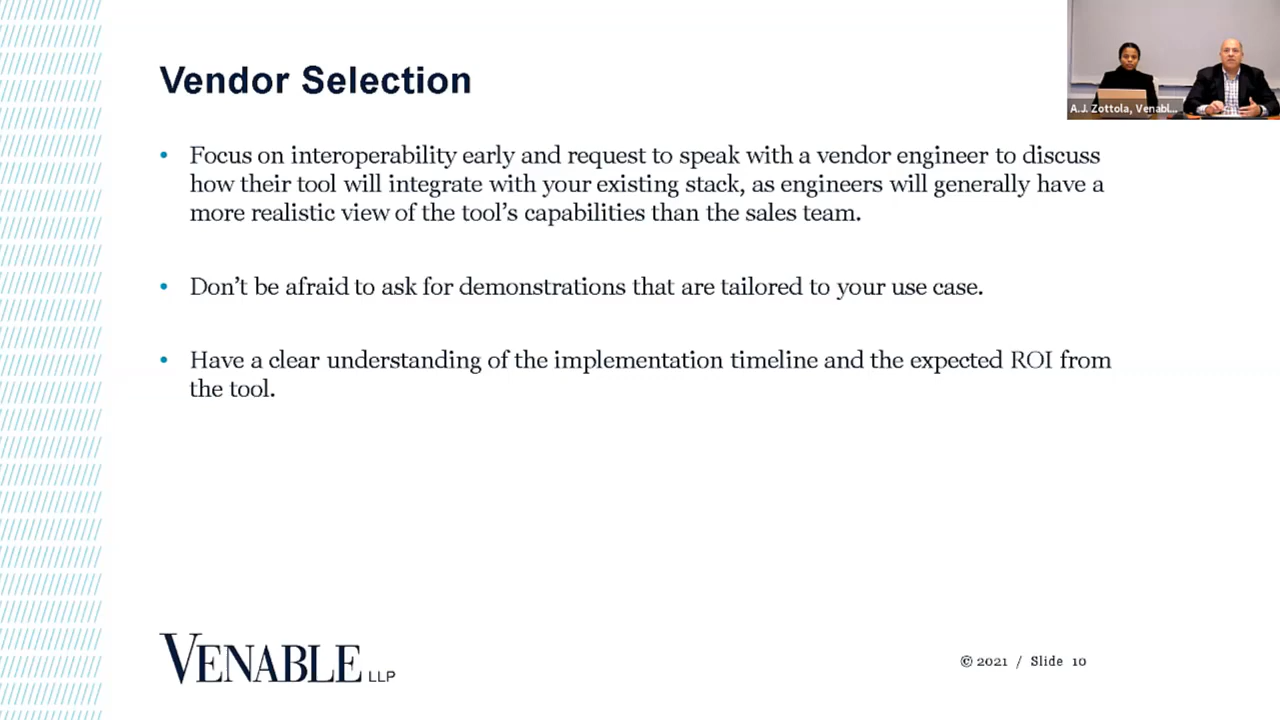 Vendor Selection
A.J. Zottola, Venabl...
• Focus on interoperability early and request to speak with a vendor engineer to discuss
how their tool will integrate with your existing stack, as engineers will generally have a
more realistic view of the tool’s capabilities than the sales team.
• Don’t be afraid to ask for demonstrations that are tailored to your use case.
• Have a clear understanding of the implementation timeline and the expected ROI from
the tool.
VENABLE LLP
© 2021 / Slide 10